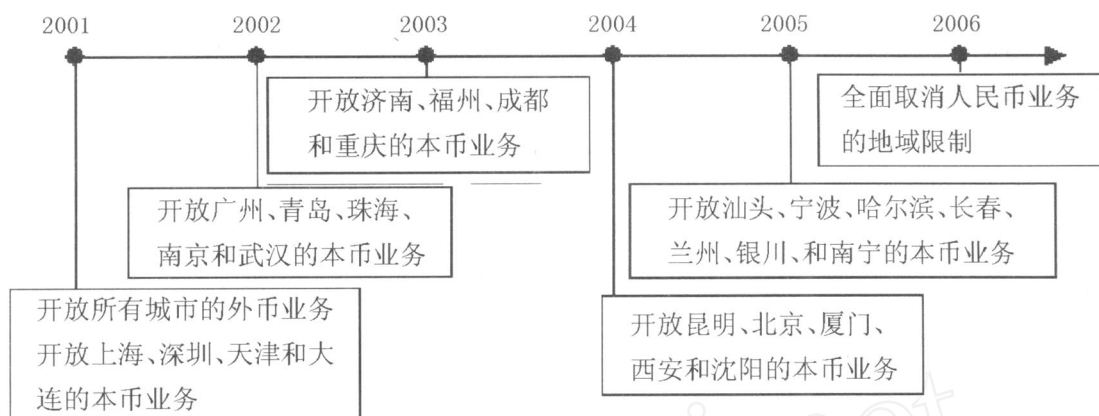 2001 2002 2003 2004 2005 2006
开放济南、福州、成都
和重庆的本币业务
全面取消人民币业务
的地域限制
开放广州、青岛、珠海、
南京和武汉的本币业务
开放汕头、宁波、哈尔滨、长春、
兰州、银川、和南宁的本币业务
开放所有城市的外币业务
开放上海、深圳、天津和大
连的本币业务
开放昆明、北京、厦门、
西安和沈阳的本币业务